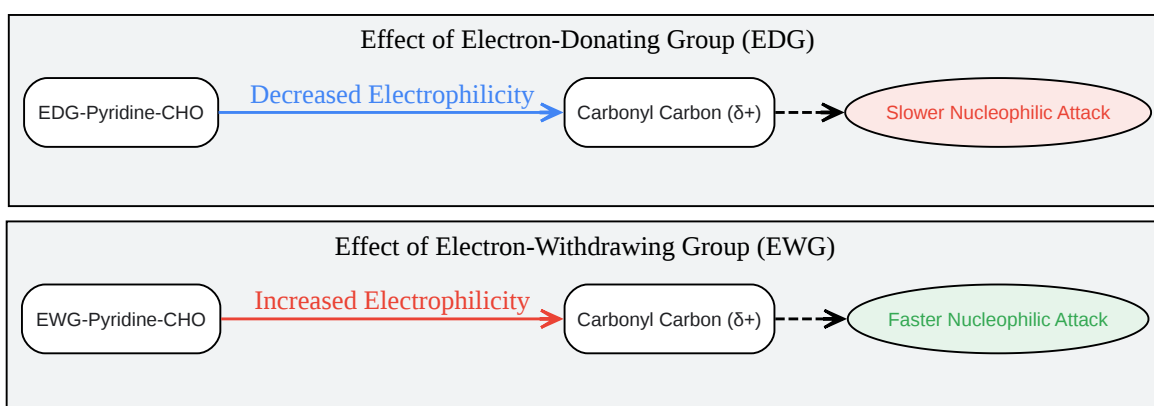 Effect of Electron-Donating Group (EDG)
EDG-Pyridine-CHO
Decreased Electrophilicity
Carbonyl Carbon (δ+)
Slower Nucleophilic Attack
Effect of Electron-Withdrawing Group (EWG)
EWG-Pyridine-CHO
Increased Electrophilicity
Carbonyl Carbon (δ+)
Faster Nucleophilic Attack